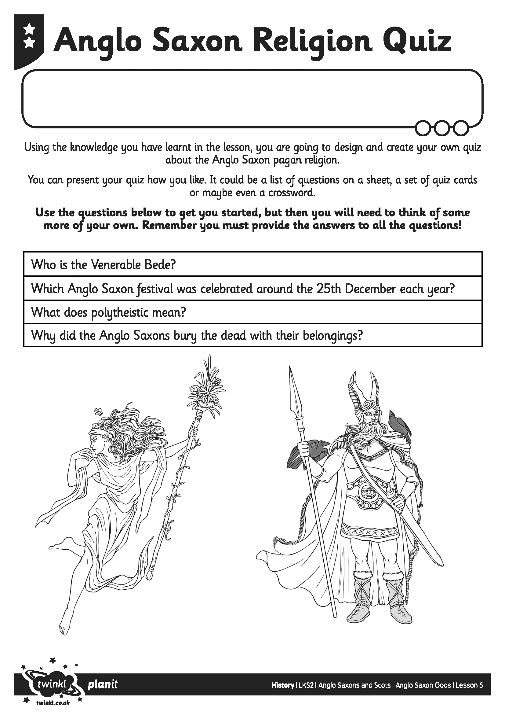 Anglo Saxon Religion Quiz
Using the knowledge you have learnt in the lesson, you are going to design and create your own quiz
about the Anglo Saxon pagan religion.
You can present your quiz how you like. It could be a list of questions on a sheet, a set of quiz cards
or maybe even a crossword.
Use the questions below to get you started, but then you will need to think of some
more of your own. Remember you must provide the answers to all the questions!
Who is the Venerable Bede?
Which Anglo Saxon festival was celebrated around the 25th December each year?
What does polytheistic mean?
Why did the Anglo Saxons bury the dead with their belongings?
twinkl planit
twinkl.co.uk
History | LKS2 | Anglo Saxons and Scots | Anglo Saxon Gods | Lesson 5